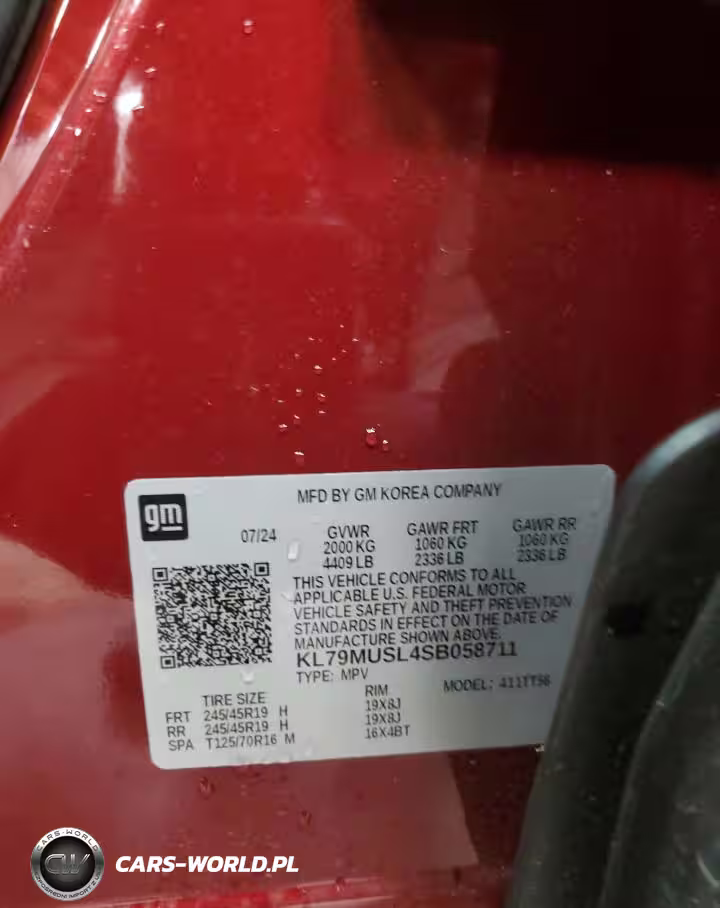 MFD BY GM KOREA COMPANY
gm
07/24
GVWR GAWR FRT GAWR RR
2000 KG 1060 KG 1060 KG
4409 LB 2336 LB 2336 LB
THIS VEHICLE CONFORMS TO ALL
APPLICABLE U.S. FEDERAL MOTOR
VEHICLE SAFETY AND THEFT PREVENTION
STANDARDS IN EFFECT ON THE DATE OF
MANUFACTURE SHOWN ABOVE.
KL79MUSL4SB058711
TYPE: MPV MODEL:
TIRE SIZE RIM
FRT 245/45R19 H 19X8J
RR 245/45R19 H 19X8J
SPA T125/70R16 M 16X4BT
CARS-WORLD
CW
CARS-WORLD.PL